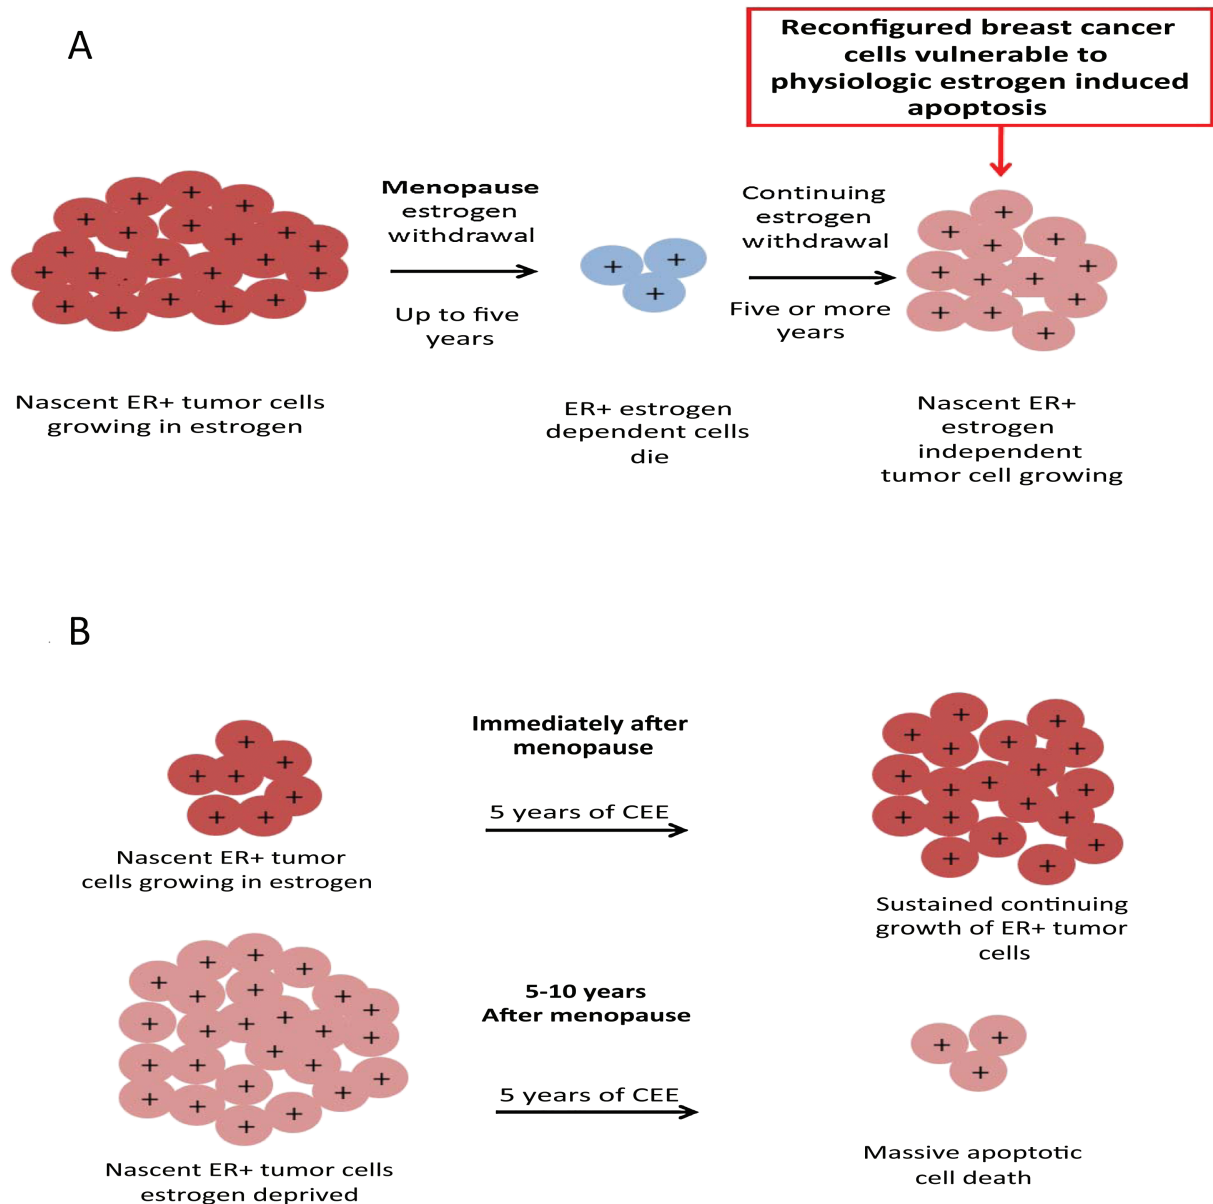 A
Reconfigured breast cancer
cells vulnerable to
physiologic estrogen induced
apoptosis
Menopause
estrogen
withdrawal
Up to five
years
Continuing
estrogen
withdrawal
Five or more
years
Nascent ER+ tumor cells
growing in estrogen
ER+ estrogen
dependent cells
die
Nascent ER+
estrogen
independent
tumor cell growing
B
Immediately after
menopause
5 years of CEE
Nascent ER+ tumor
cells growing in estrogen
Sustained continuing
growth of ER+ tumor
cells
5-10 years
After menopause
5 years of CEE
Nascent ER+ tumor cells
estrogen deprived
Massive apoptotic
cell death